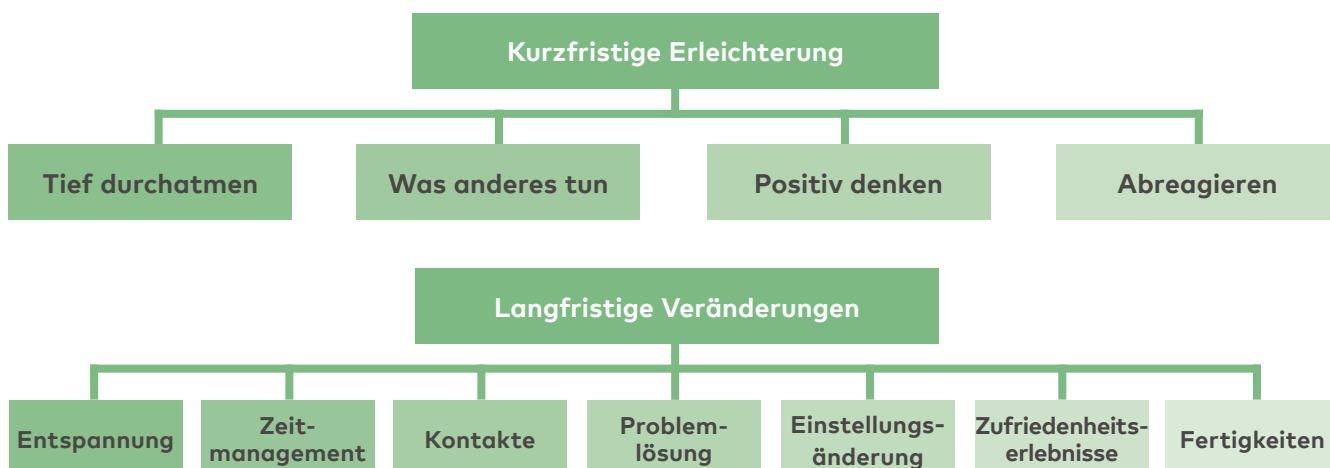 Kurzfristige Erleichterung
Tief durchatmen
Was anderes tun
Positiv denken
Abreagieren
Langfristige Veränderungen
Entspannung
Zeit-
management
Kontakte
Problem-
lösung
Einstellungs-
änderung
Zufriedenheits-
erlebnisse
Fertigkeiten